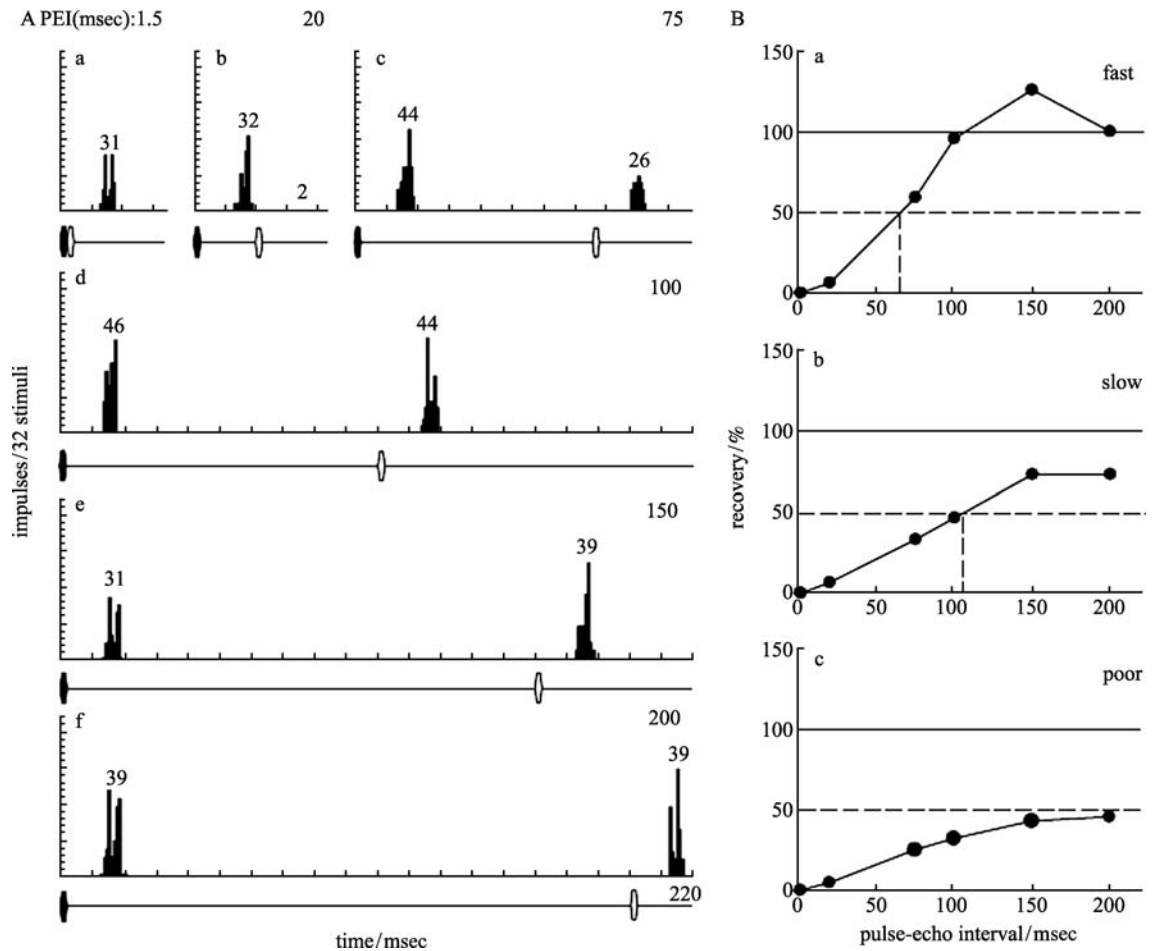 A PEI(msec):1.5 20 75
a b c
31 32 2 44 26
d 100
46 44
e 150
31 39
f 200
39 39
220
impulses/32 stimuli
time/msec
B
150
a fast
100
50
0
0 50 100 150 200
150
b slow
100
50
0
0 50 100 150 200
150
c poor
100
50
0
0 50 100 150 200
recovery/%
pulse-echo interval/msec